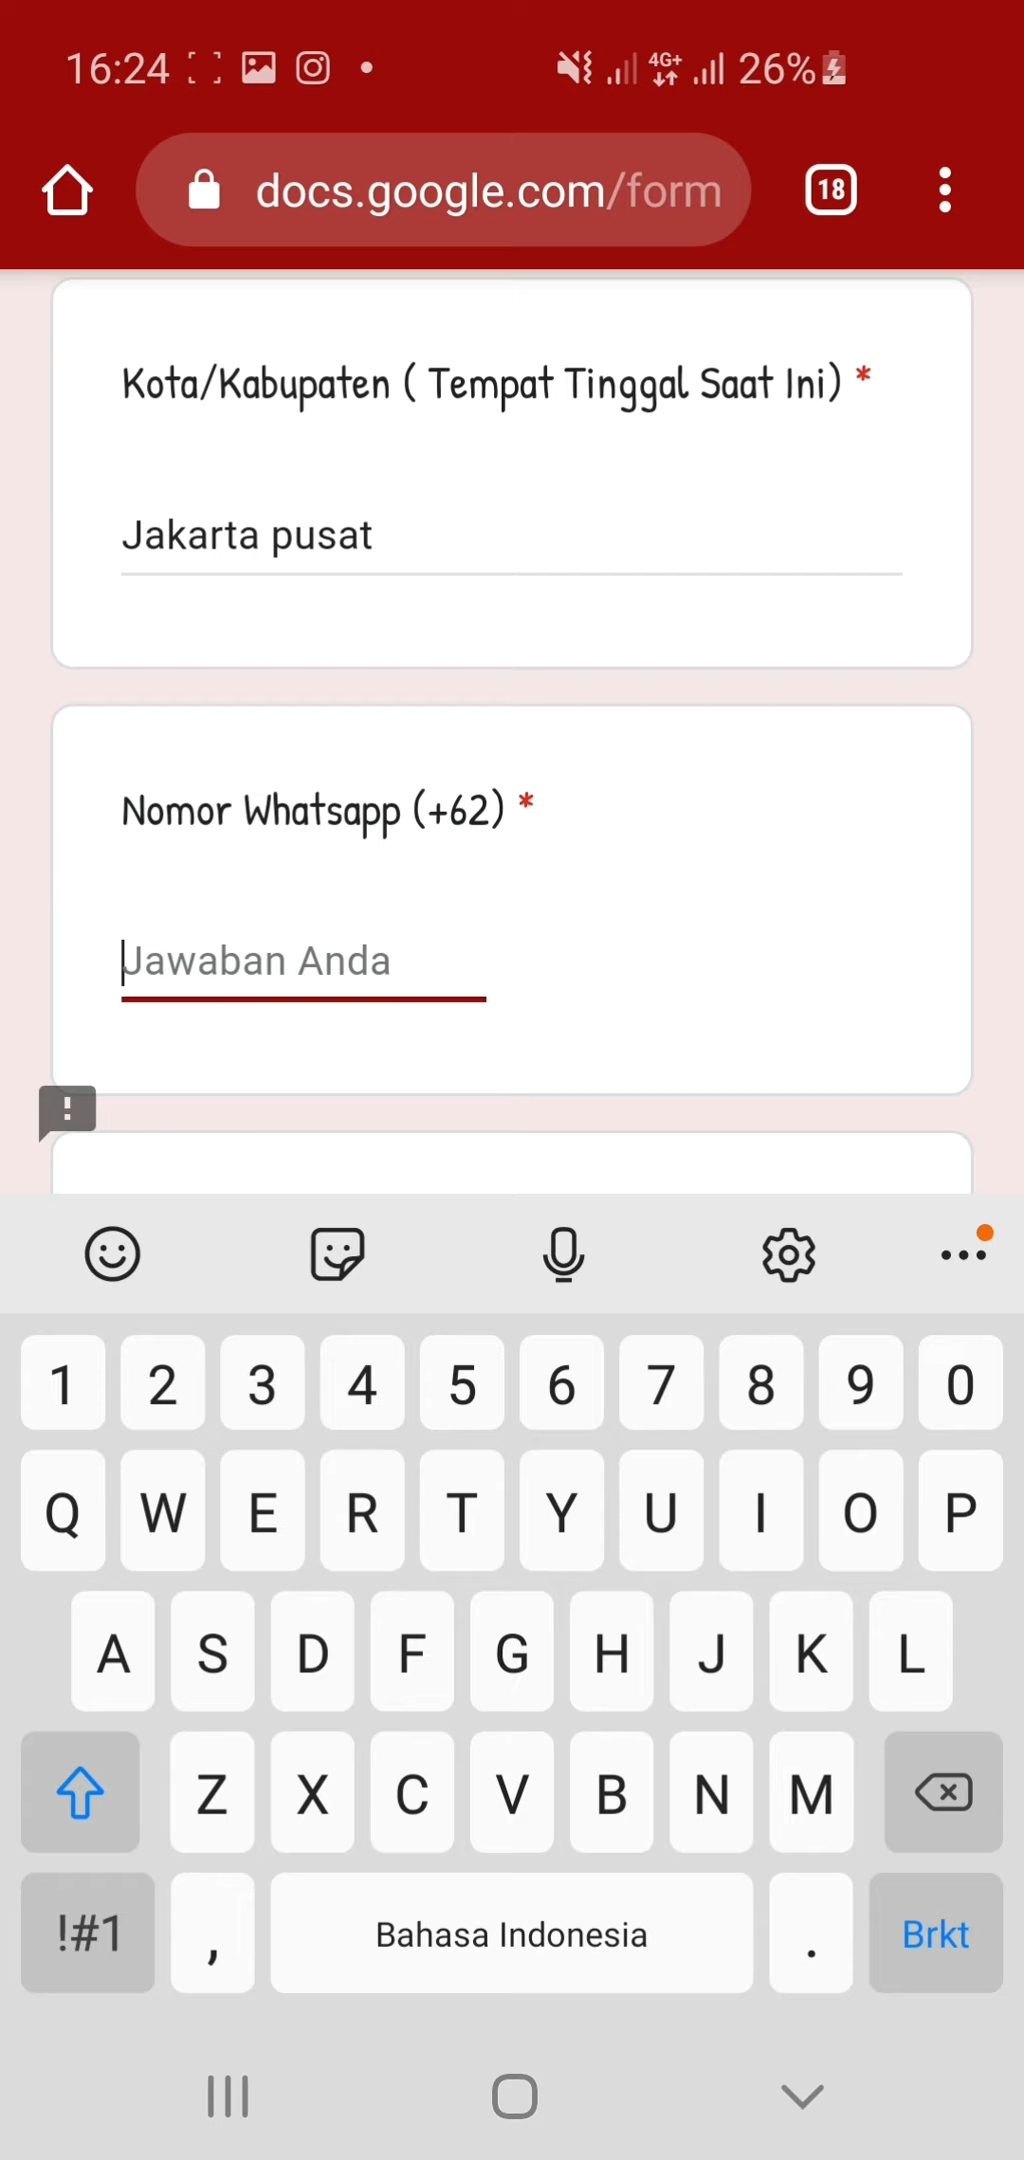 16:24 4G+ 26%
docs.google.com/form 18
Kota/Kabupaten ( Tempat Tinggal Saat Ini) *
Jakarta pusat
Nomor Whatsapp (+62) *
Jawaban Anda
!
1 2 3 4 5 6 7 8 9 0
Q W E R T Y U I O P
A S D F G H J K L
Z X C V B N M
!#1 , Bahasa Indonesia . Brkt